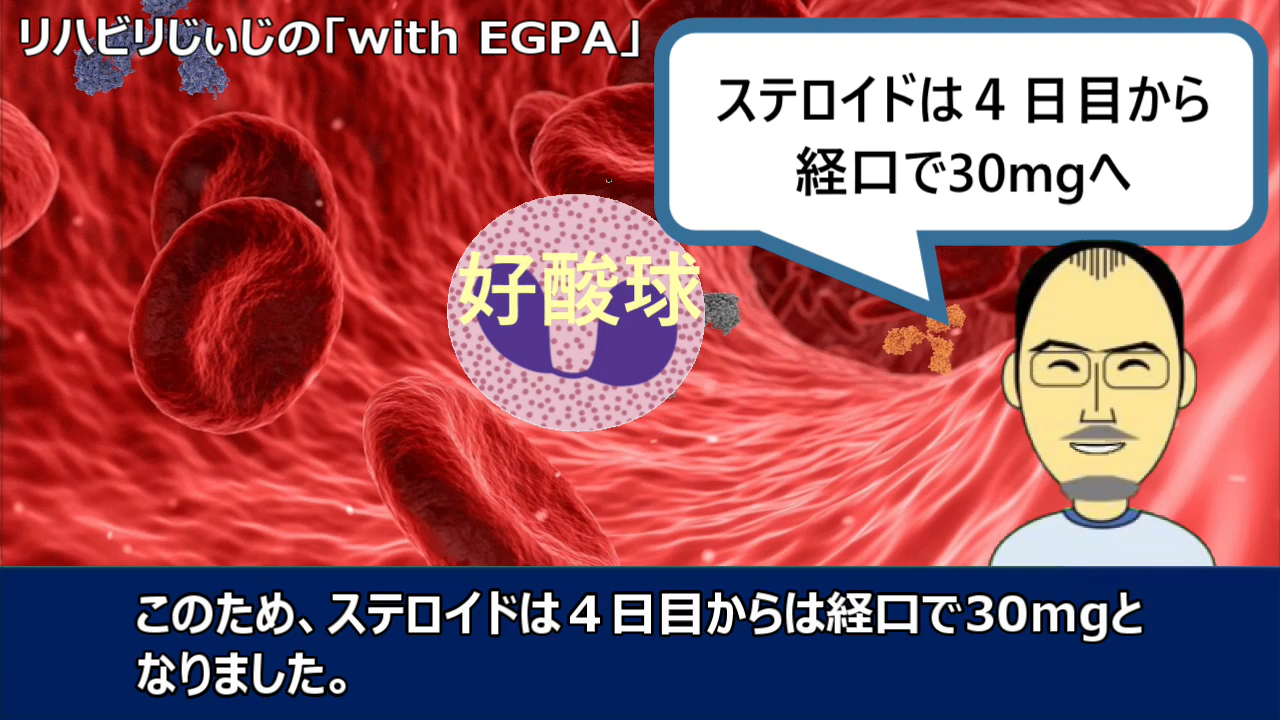 リハビリじぃじの「with EGPA」
ステロイドは４日目から
経口で30mgへ
好酸球
このため、ステロイドは４日目からは経口で30mgと
なりました。